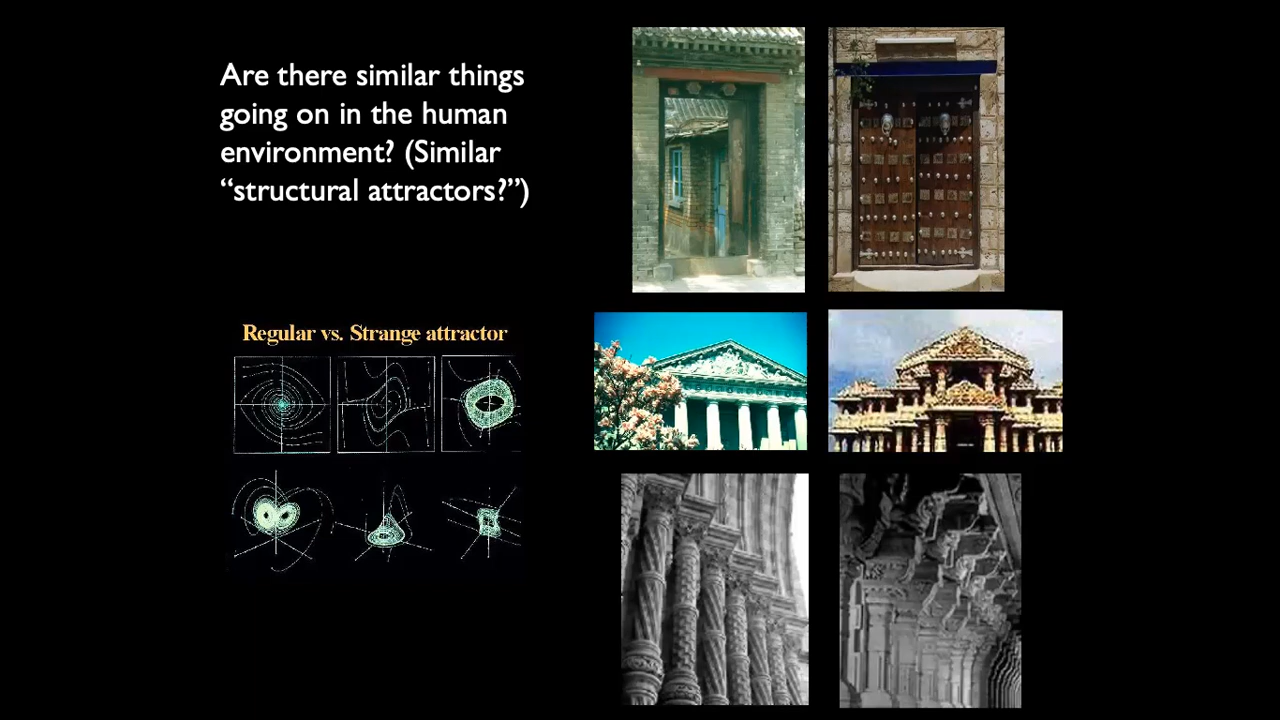 Are there similar things
going on in the human
environment? (Similar
“structural attractors?”)
Regular vs. Strange attractor